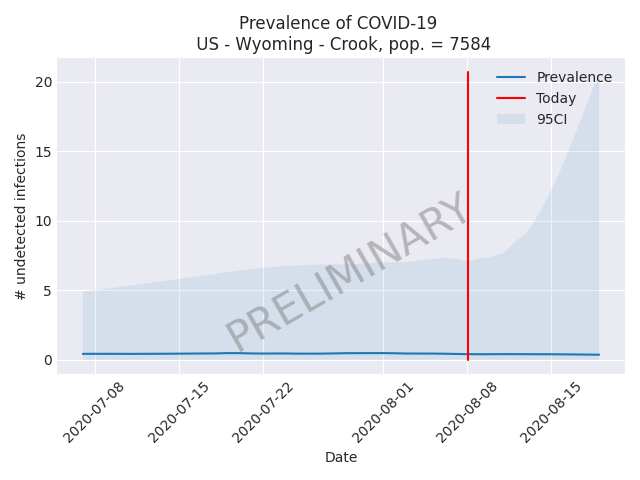 Prevalence of COVID-19
US - Wyoming - Crook, pop. = 7584
# undetected infections
20
15
10
5
0
Prevalence
Today
95CI
PRELIMINARY
2020-07-08
2020-07-15
2020-07-22
2020-08-01
2020-08-08
2020-08-15
Date